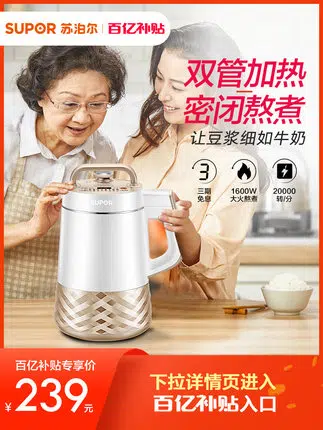 SUPOR 苏泊尔 百亿补贴
双管加热
密闭熬煮
让豆浆细如牛奶
3
三期
免息
1600W
大火熬煮
20000
转/分
SUPOR
百亿补贴专享价
¥239元
下拉详情页进入
百亿补贴入口